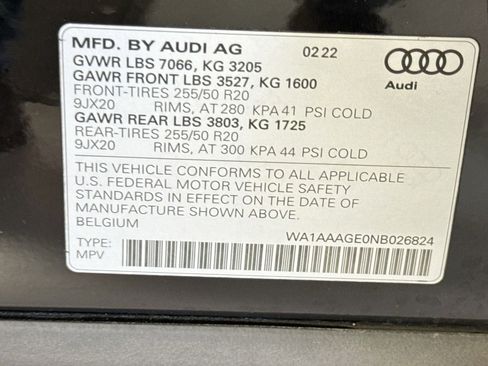 MFD. BY AUDI AG 02 22
GVWR LBS 7066, KG 3205
GAWR FRONT LBS 3527, KG 1600
FRONT-TIRES 255/50 R20
9JX20 RIMS, AT 280 KPA 41 PSI COLD
GAWR REAR LBS 3803, KG 1725
REAR-TIRES 255/50 R20
9JX20 RIMS, AT 300 KPA 44 PSI COLD
Audi
THIS VEHICLE CONFORMS TO ALL APPLICABLE
U.S. FEDERAL MOTOR VEHICLE SAFETY
STANDARDS IN EFFECT ON THE DATE OF
MANUFACTURE SHOWN ABOVE.
BELGIUM
WA1AAAGE0NB026824
TYPE:
MPV